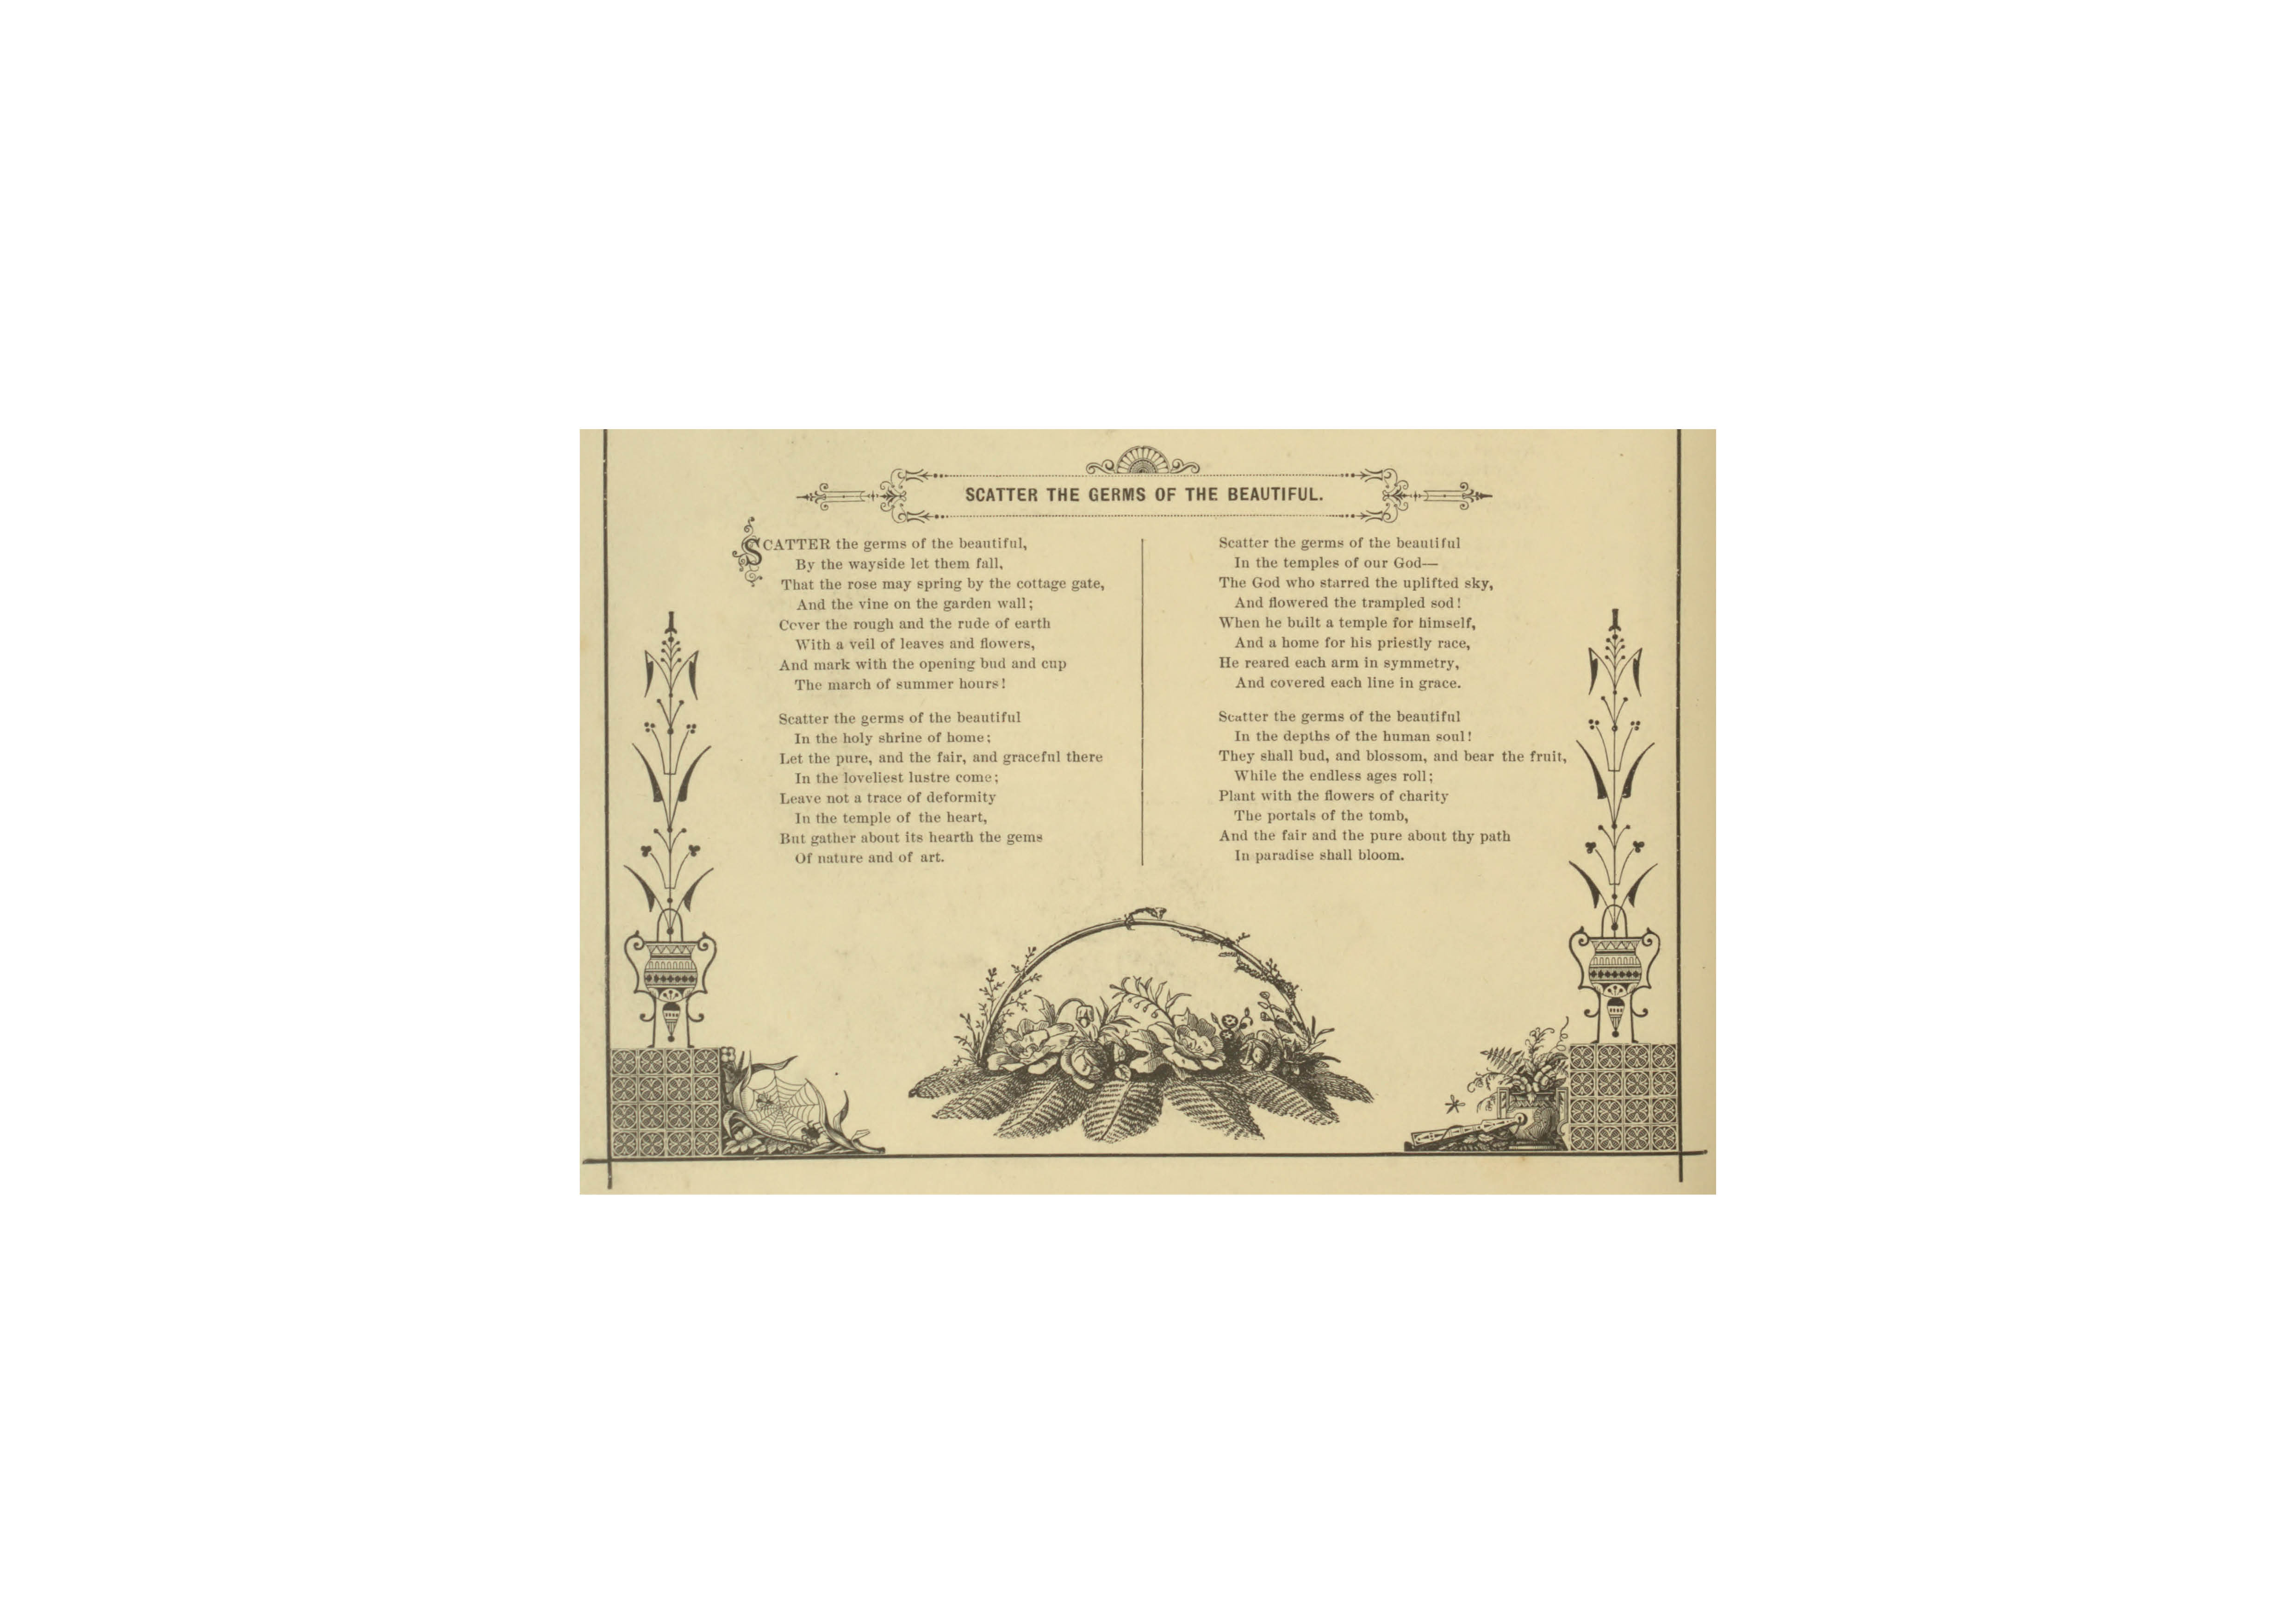 SCATTER THE GERMS OF THE BEAUTIFUL.
SCATTER the germs of the beautiful,
By the wayside let them fall,
That the rose may spring by the cottage gate,
And the vine on the garden wall;
Cover the rough and the rude of earth
With a veil of leaves and flowers,
And mark with the opening bud and cup
The march of summer hours!
Scatter the germs of the beautiful
In the holy shrine of home;
Let the pure, and the fair, and graceful there
In the loveliest lustre come;
Leave not a trace of deformity
In the temple of the heart,
But gather about its hearth the gems
Of nature and of art.
Scatter the germs of the beautiful
In the temples of our God—
The God who starred the uplifted sky,
And flowered the trampled sod!
When he built a temple for himself,
And a home for his priestly race,
He reared each arm in symmetry,
And covered each line in grace.
Scatter the germs of the beautiful
In the depths of the human soul!
They shall bud, and blossom, and bear the fruit,
While the endless ages roll;
Plant with the flowers of charity
The portals of the tomb,
And the fair and the pure about thy path
In paradise shall bloom.